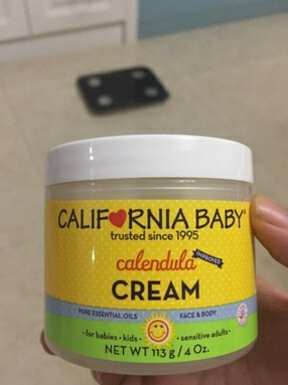 CALIFORNIA BABY®
trusted since 1995
calendula IMPROVED
CREAM
PURE ESSENTIAL OILS FACE & BODY
• for babies • kids • sensitive adults •
NET WT 113 g / 4 Oz.